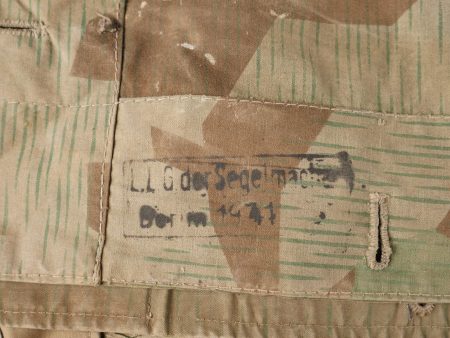 L.L G der Segelmacher
Berlin 1941